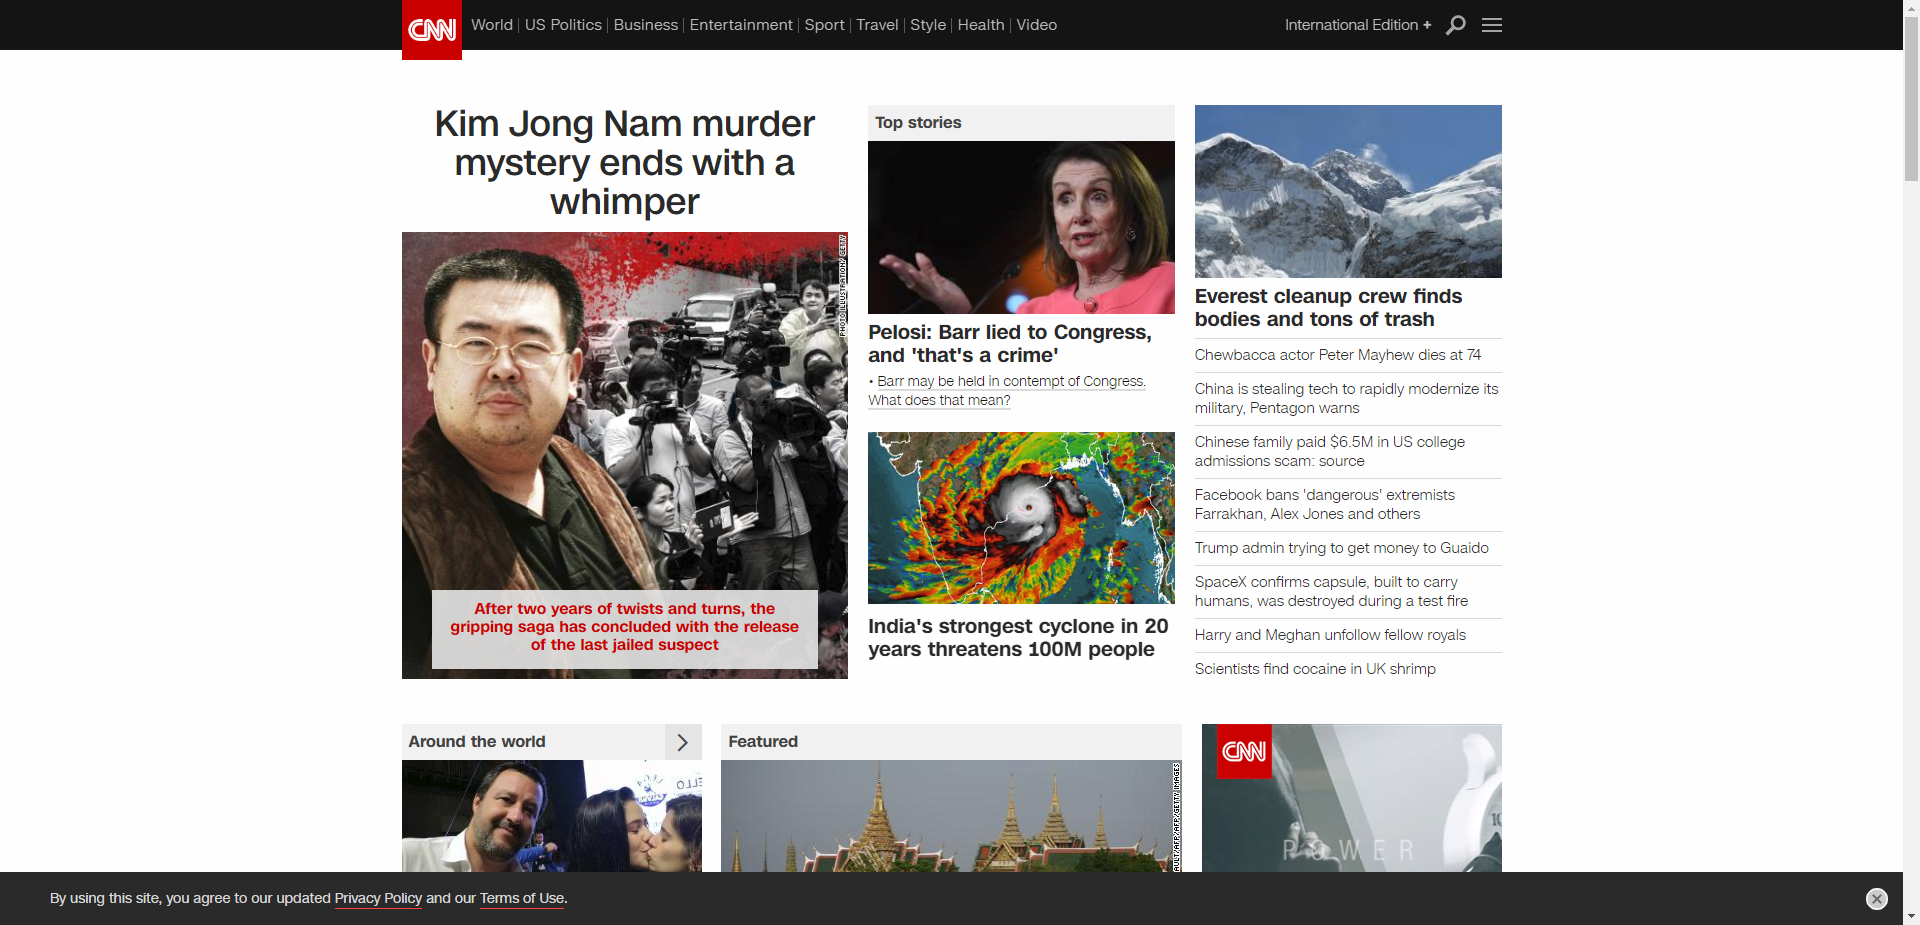 CNN
World
US Politics
Business
Entertainment
Sport
Travel
Style
Health
Video
International Edition +
Kim Jong Nam murder
mystery ends with a
whimper
PHOTO ILLUSTRATION/ GETTY
After two years of twists and turns, the
gripping saga has concluded with the release
of the last jailed suspect
Top stories
Pelosi: Barr lied to Congress,
and 'that's a crime'
• Barr may be held in contempt of Congress.
What does that mean?
India's strongest cyclone in 20
years threatens 100M people
Everest cleanup crew finds
bodies and tons of trash
Chewbacca actor Peter Mayhew dies at 74
China is stealing tech to rapidly modernize its
military, Pentagon warns
Chinese family paid $6.5M in US college
admissions scam: source
Facebook bans 'dangerous' extremists
Farrakhan, Alex Jones and others
Trump admin trying to get money to Guaido
SpaceX confirms capsule, built to carry
humans, was destroyed during a test fire
Harry and Meghan unfollow fellow royals
Scientists find cocaine in UK shrimp
Around the world
Featured
AFP/GETTY IMAGES
CNN
POWER
By using this site, you agree to our updated Privacy Policy and our Terms of Use.